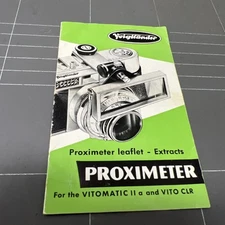 Voigtländer
Proximeter leaflet - Extracts
PROXIMETER
For the VITOMATIC II a and VITO CLR